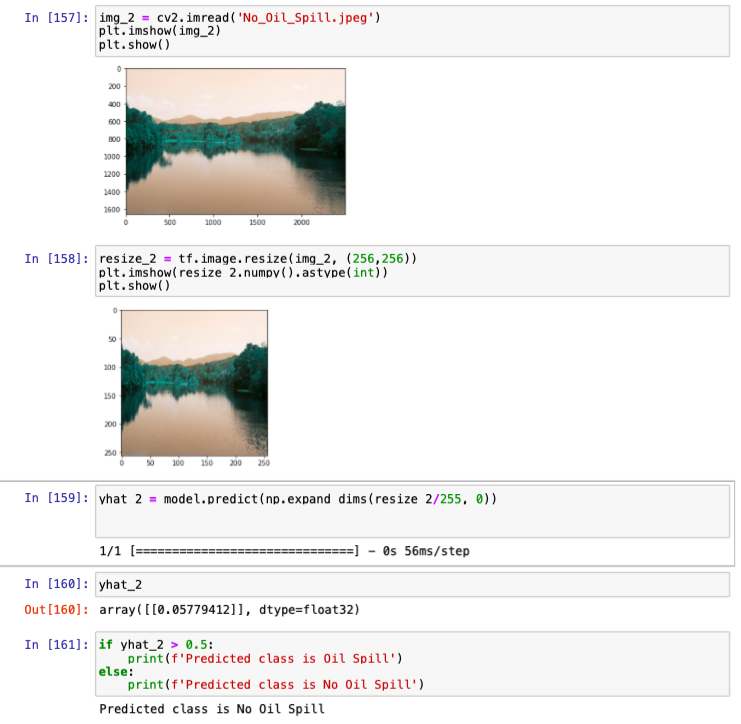 In [157]: img_2 = cv2.imread('No_Oil_Spill.jpeg')
plt.imshow(img_2)
plt.show()
0
200
400
600
800
1000
1200
1400
1600
0 500 1000 1500 2000
In [158]: resize_2 = tf.image.resize(img_2, (256,256))
plt.imshow(resize_2.numpy().astype(int))
plt.show()
0
50
100
150
200
250
0 50 100 150 200 250
In [159]: yhat_2 = model.predict(np.expand_dims(resize_2/255, 0))
1/1 [==============================] - 0s 56ms/step
In [160]: yhat_2
Out[160]: array([[0.05779412]], dtype=float32)
In [161]: if yhat_2 > 0.5:
    print(f'Predicted class is Oil Spill')
else:
    print(f'Predicted class is No Oil Spill')
Predicted class is No Oil Spill